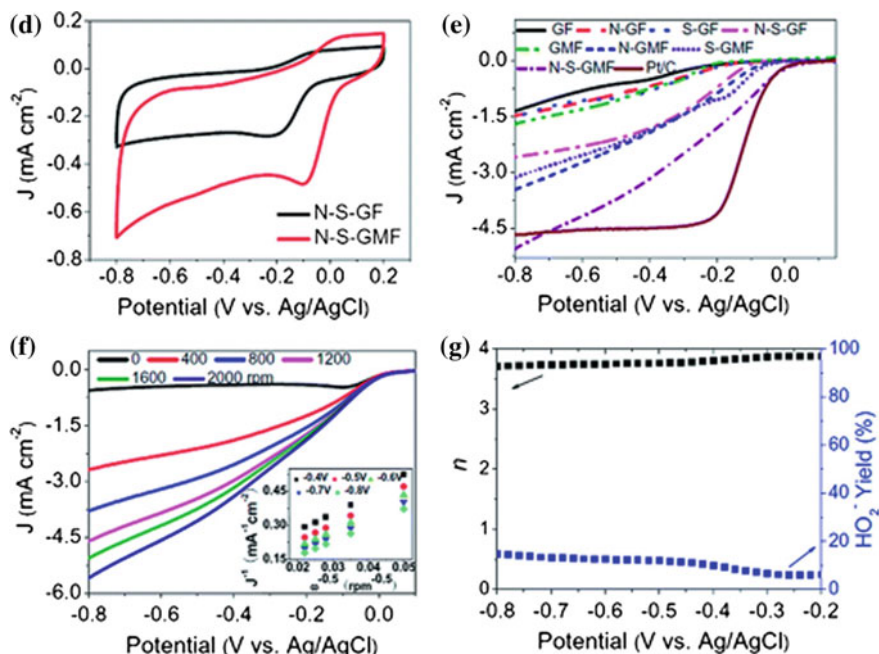 (d)
0.2
0.0
-0.2
-0.4
-0.6
-0.8
J (mA cm⁻²)
N-S-GF
N-S-GMF
-0.8 -0.6 -0.4 -0.2 0.0 0.2
Potential (V vs. Ag/AgCl)
(e)
GF N-GF S-GF N-S-GF
GMF N-GMF S-GMF
N-S-GMF Pt/C
0.0
-1.5
-3.0
-4.5
J (mA cm⁻²)
-0.8 -0.6 -0.4 -0.2 0.0
Potential (V vs. Ag/AgCl)
(f)
0 400 800 1200
1600 2000 rpm
0.0
-1.5
-3.0
-4.5
-6.0
J (mA cm⁻²)
-0.4V -0.5V -0.6V
-0.7V -0.8V
0.45
0.30
0.15
J⁻¹ (mA⁻¹cm⁻²)
0.02 0.03 0.04 0.05
ω⁻⁰·⁵ (rpm⁻⁰·⁵)
-0.8 -0.6 -0.4 -0.2 0.0
Potential (V vs. Ag/AgCl)
(g)
4
3
2
1
0
n
100
80
60
40
20
0
HO₂⁻ Yield (%)
-0.8 -0.7 -0.6 -0.5 -0.4 -0.3 -0.2
Potential (V vs. Ag/AgCl)